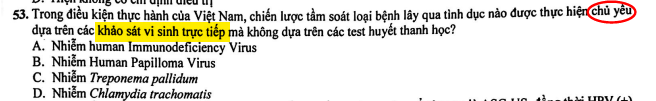 53. Trong điều kiện thực hành của Việt Nam, chiến lược tầm soát loại bệnh lây qua tình dục nào được thực hiện chủ yếu
dựa trên các khảo sát vi sinh trực tiếp mà không dựa trên các test huyết thanh học?
A. Nhiễm human Immunodeficiency Virus
B. Nhiễm Human Papilloma Virus
C. Nhiễm Treponema pallidum
D. Nhiễm Chlamydia trachomatis